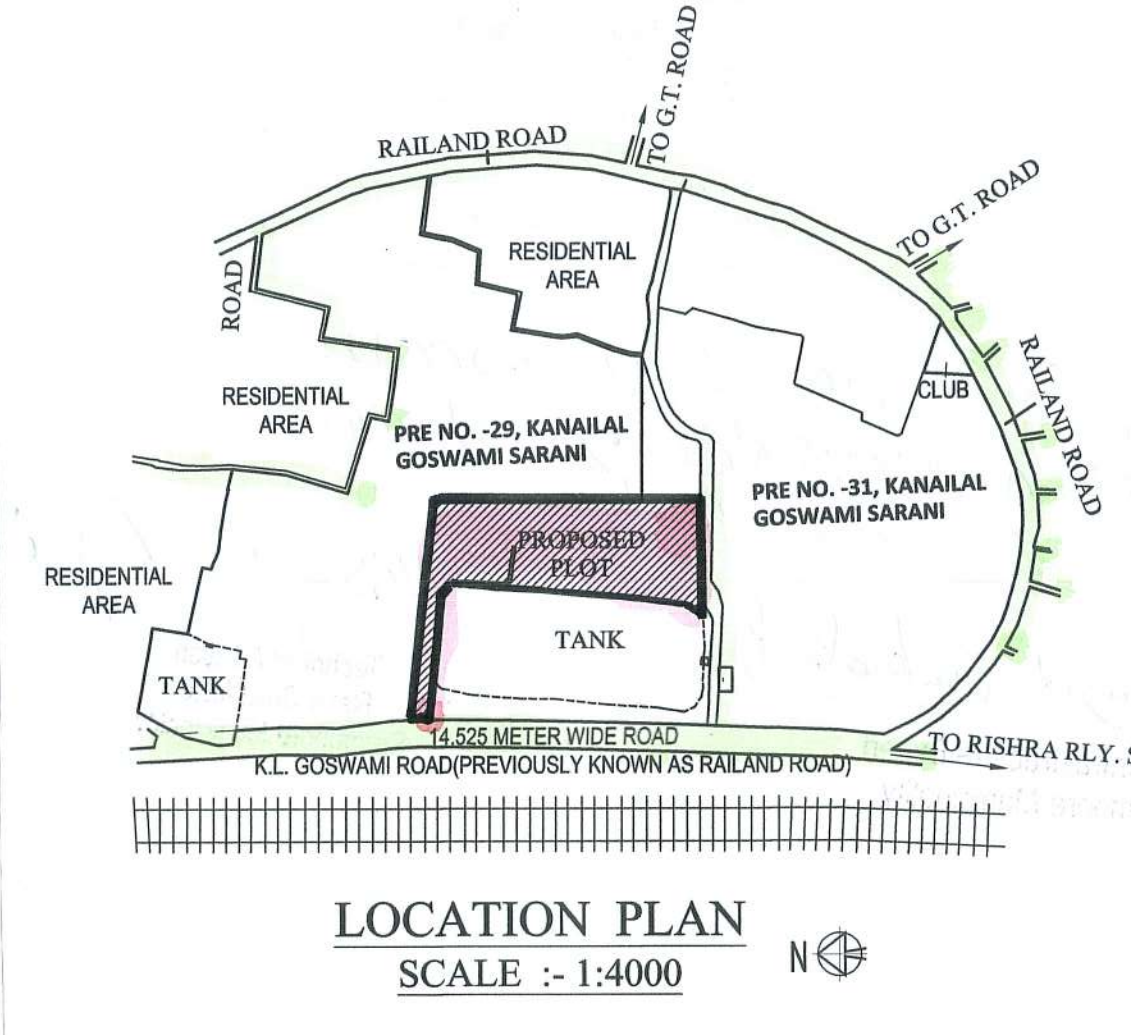 TO G.T. ROAD
RAILAND ROAD
TO G.T. ROAD
RESIDENTIAL
AREA
ROAD
RAILAND ROAD
CLUB
RESIDENTIAL
AREA
PRE NO. -29, KANAILAL
GOSWAMI SARANI
PRE NO. -31, KANAILAL
GOSWAMI SARANI
PROPOSED
PLOT
RESIDENTIAL
AREA
TANK
TANK
14.525 METER WIDE ROAD
TO RISHRA RLY. S
K.L. GOSWAMI ROAD(PREVIOUSLY KNOWN AS RAILAND ROAD)
LOCATION PLAN
SCALE :- 1:4000
N